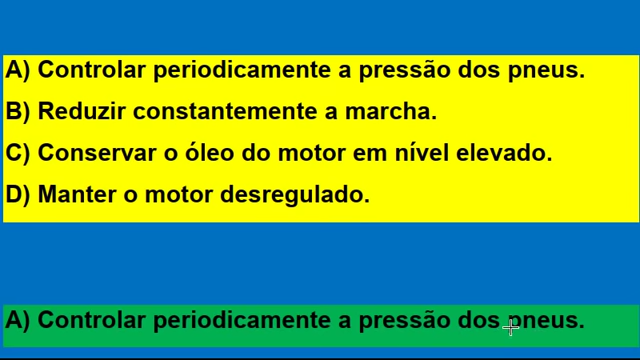 A) Controlar periodicamente a pressão dos pneus.
B) Reduzir constantemente a marcha.
C) Conservar o óleo do motor em nível elevado.
D) Manter o motor desregulado.
A) Controlar periodicamente a pressão dos pneus.